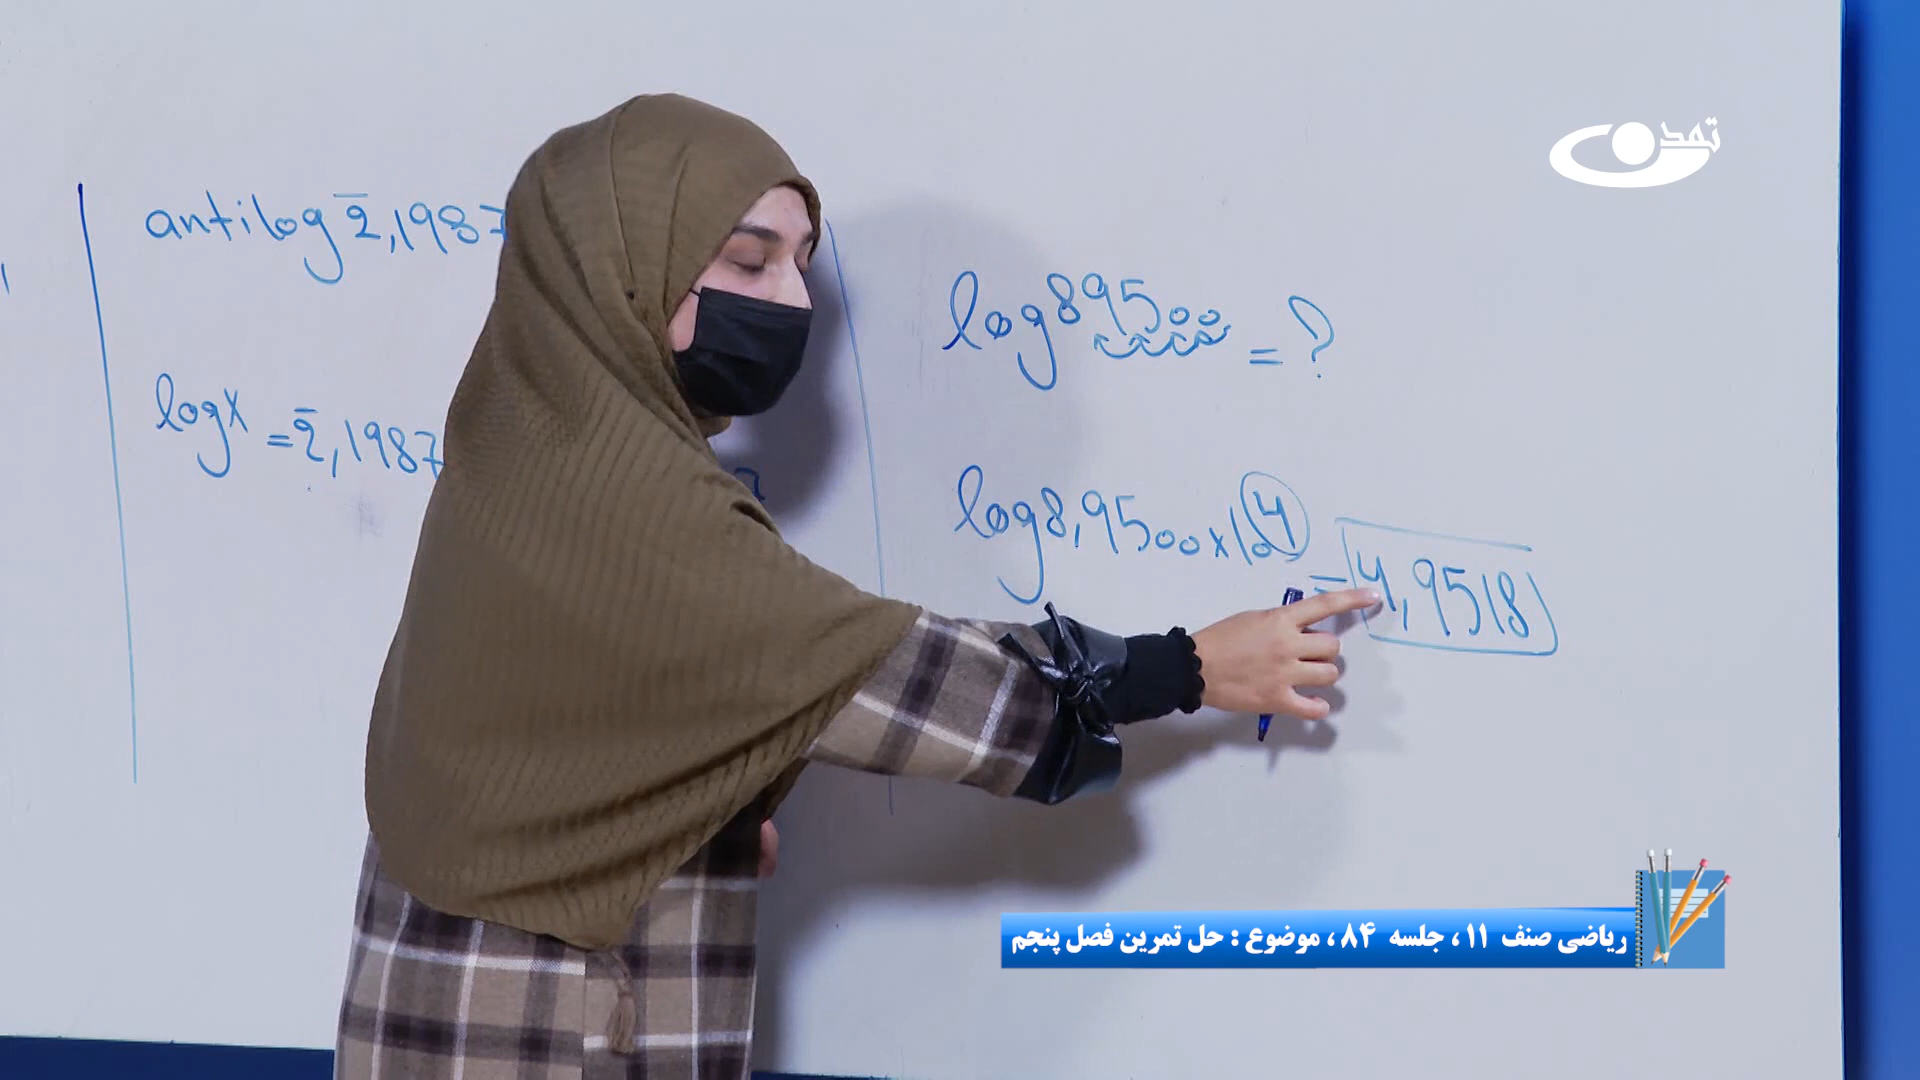 تمدن
antilog 2̄,1987
log x = 2̄,1987
log 89500 = ?
log 8,9500 x 10⁴ = 4,9518
ریاضی صنف ۱۱، جلسه ۸۴، موضوع : حل تمرین فصل پنجم